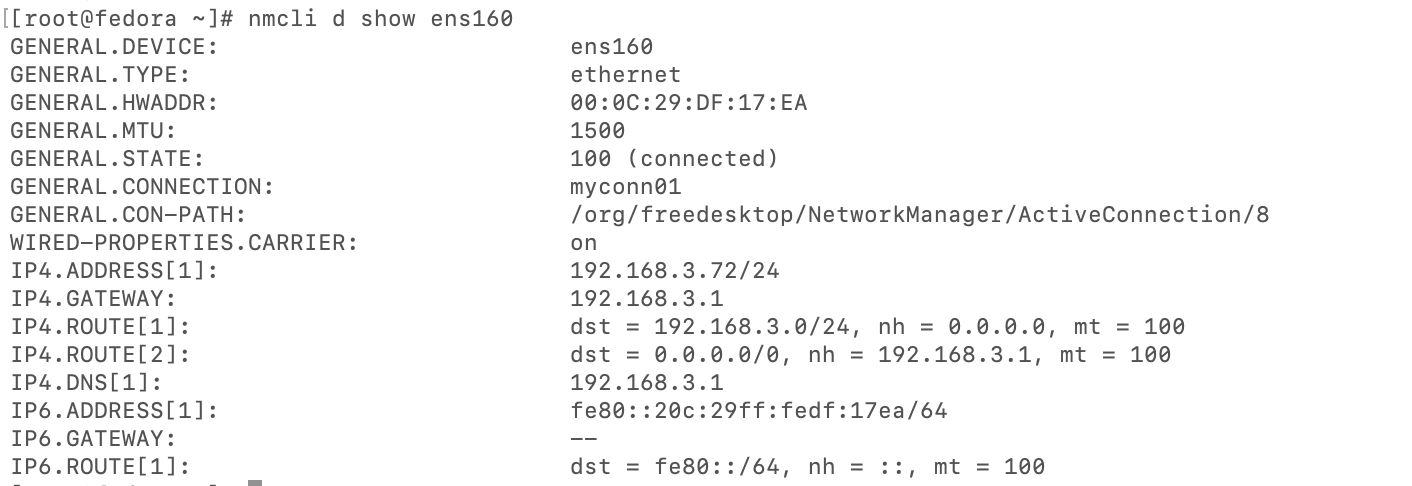 [[root@fedora ~]# nmcli d show ens160
GENERAL.DEVICE: ens160
GENERAL.TYPE: ethernet
GENERAL.HWADDR: 00:0C:29:DF:17:EA
GENERAL.MTU: 1500
GENERAL.STATE: 100 (connected)
GENERAL.CONNECTION: myconn01
GENERAL.CON-PATH: /org/freedesktop/NetworkManager/ActiveConnection/8
WIRED-PROPERTIES.CARRIER: on
IP4.ADDRESS[1]: 192.168.3.72/24
IP4.GATEWAY: 192.168.3.1
IP4.ROUTE[1]: dst = 192.168.3.0/24, nh = 0.0.0.0, mt = 100
IP4.ROUTE[2]: dst = 0.0.0.0/0, nh = 192.168.3.1, mt = 100
IP4.DNS[1]: 192.168.3.1
IP6.ADDRESS[1]: fe80::20c:29ff:fedf:17ea/64
IP6.GATEWAY: --
IP6.ROUTE[1]: dst = fe80::/64, nh = ::, mt = 100